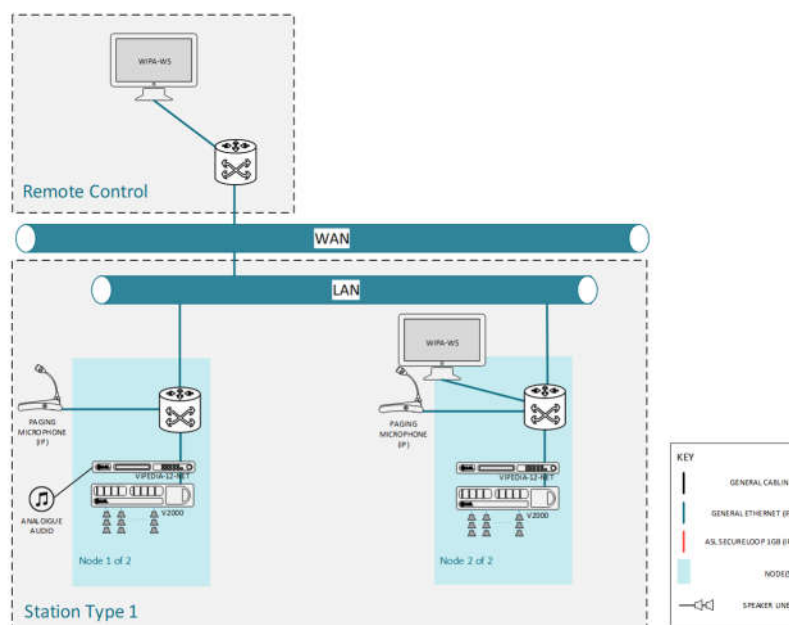 WIPA-WS
Remote Control
WAN
LAN
WIPA-WS
PAGING
MICROPHONE
(IP)
PAGING
MICROPHONE
(IP)
VIPEDIA-12-NET
VIPEDIA-12-NET
V2000
V2000
ANALOGUE
AUDIO
Node 1 of 2
Node 2 of 2
Station Type 1
KEY
GENERAL CABLIN
GENERAL ETHERNET (IP
ASL SECURELOOP 1GB (IP
NODE(S
SPEAKER LINE